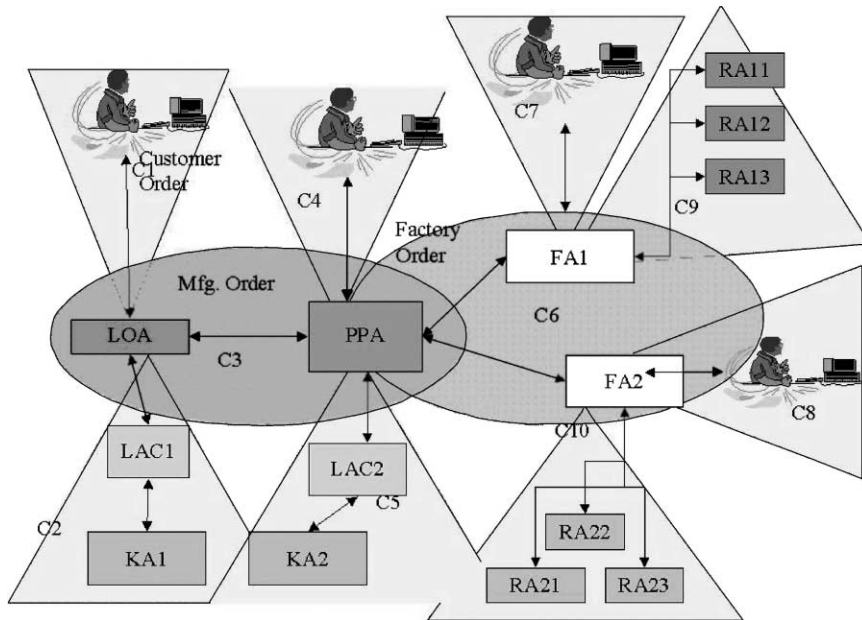 C7
RA11
RA12
RA13
C1
Customer
Order
C4
C9
Factory
Order
FA1
Mfg. Order
C6
LOA
C3
PPA
FA2
C8
C10
LAC1
LAC2
C2
C5
KA1
KA2
RA22
RA21
RA23